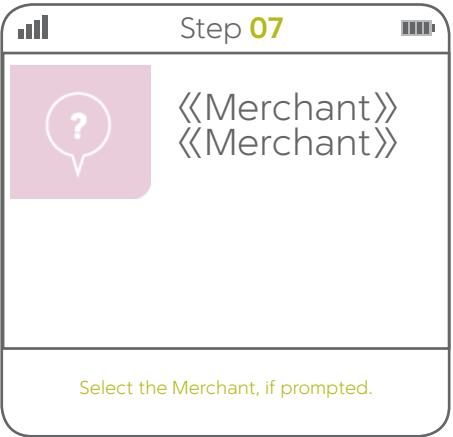 Step 07
?
《Merchant》
《Merchant》
Select the Merchant, if prompted.